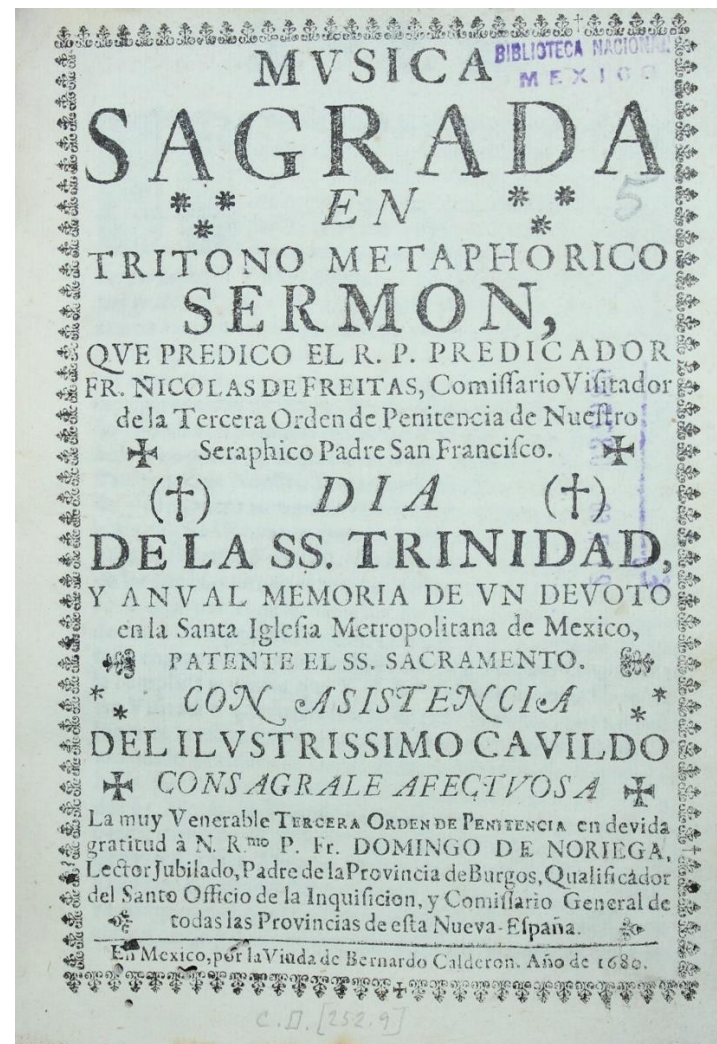 MVSICA
BIBLIOTECA NACIONAL
MEXICO
SAGRADA
5
EN
TRITONO METAPHORICO
SERMON,
QVE PREDICO EL R. P. PREDICADOR
FR. NICOLAS DE FREITAS, Comiſſario Viſitador
de la Tercera Orden de Penitencia de Nueſtro
Seraphico Padre San Franciſco.
DIA
DE LA SS. TRINIDAD,
Y ANVAL MEMORIA DE VN DEVOTO
en la Santa Igleſia Metropolitana de Mexico,
PATENTE EL SS. SACRAMENTO.
CON ASISTENCIA
DEL ILVSTRISSIMO CAVILDO
CONSAGRALE AFECTVOSA
La muy Venerable TERCERA ORDEN DE PENITENCIA en devida
gratitud à N. Rmo P. Fr. DOMINGO DE NORIEGA,
Lector Jubilado, Padre de la Provincia de Burgos, Qualificador
del Santo Officio de la Inquiſicion, y Comiſſario General de
todas las Provincias de eſta Nueva-Eſpaña.
En Mexico, por la Viuda de Bernardo Calderon. Año de 1680.
C.D. [252.9]